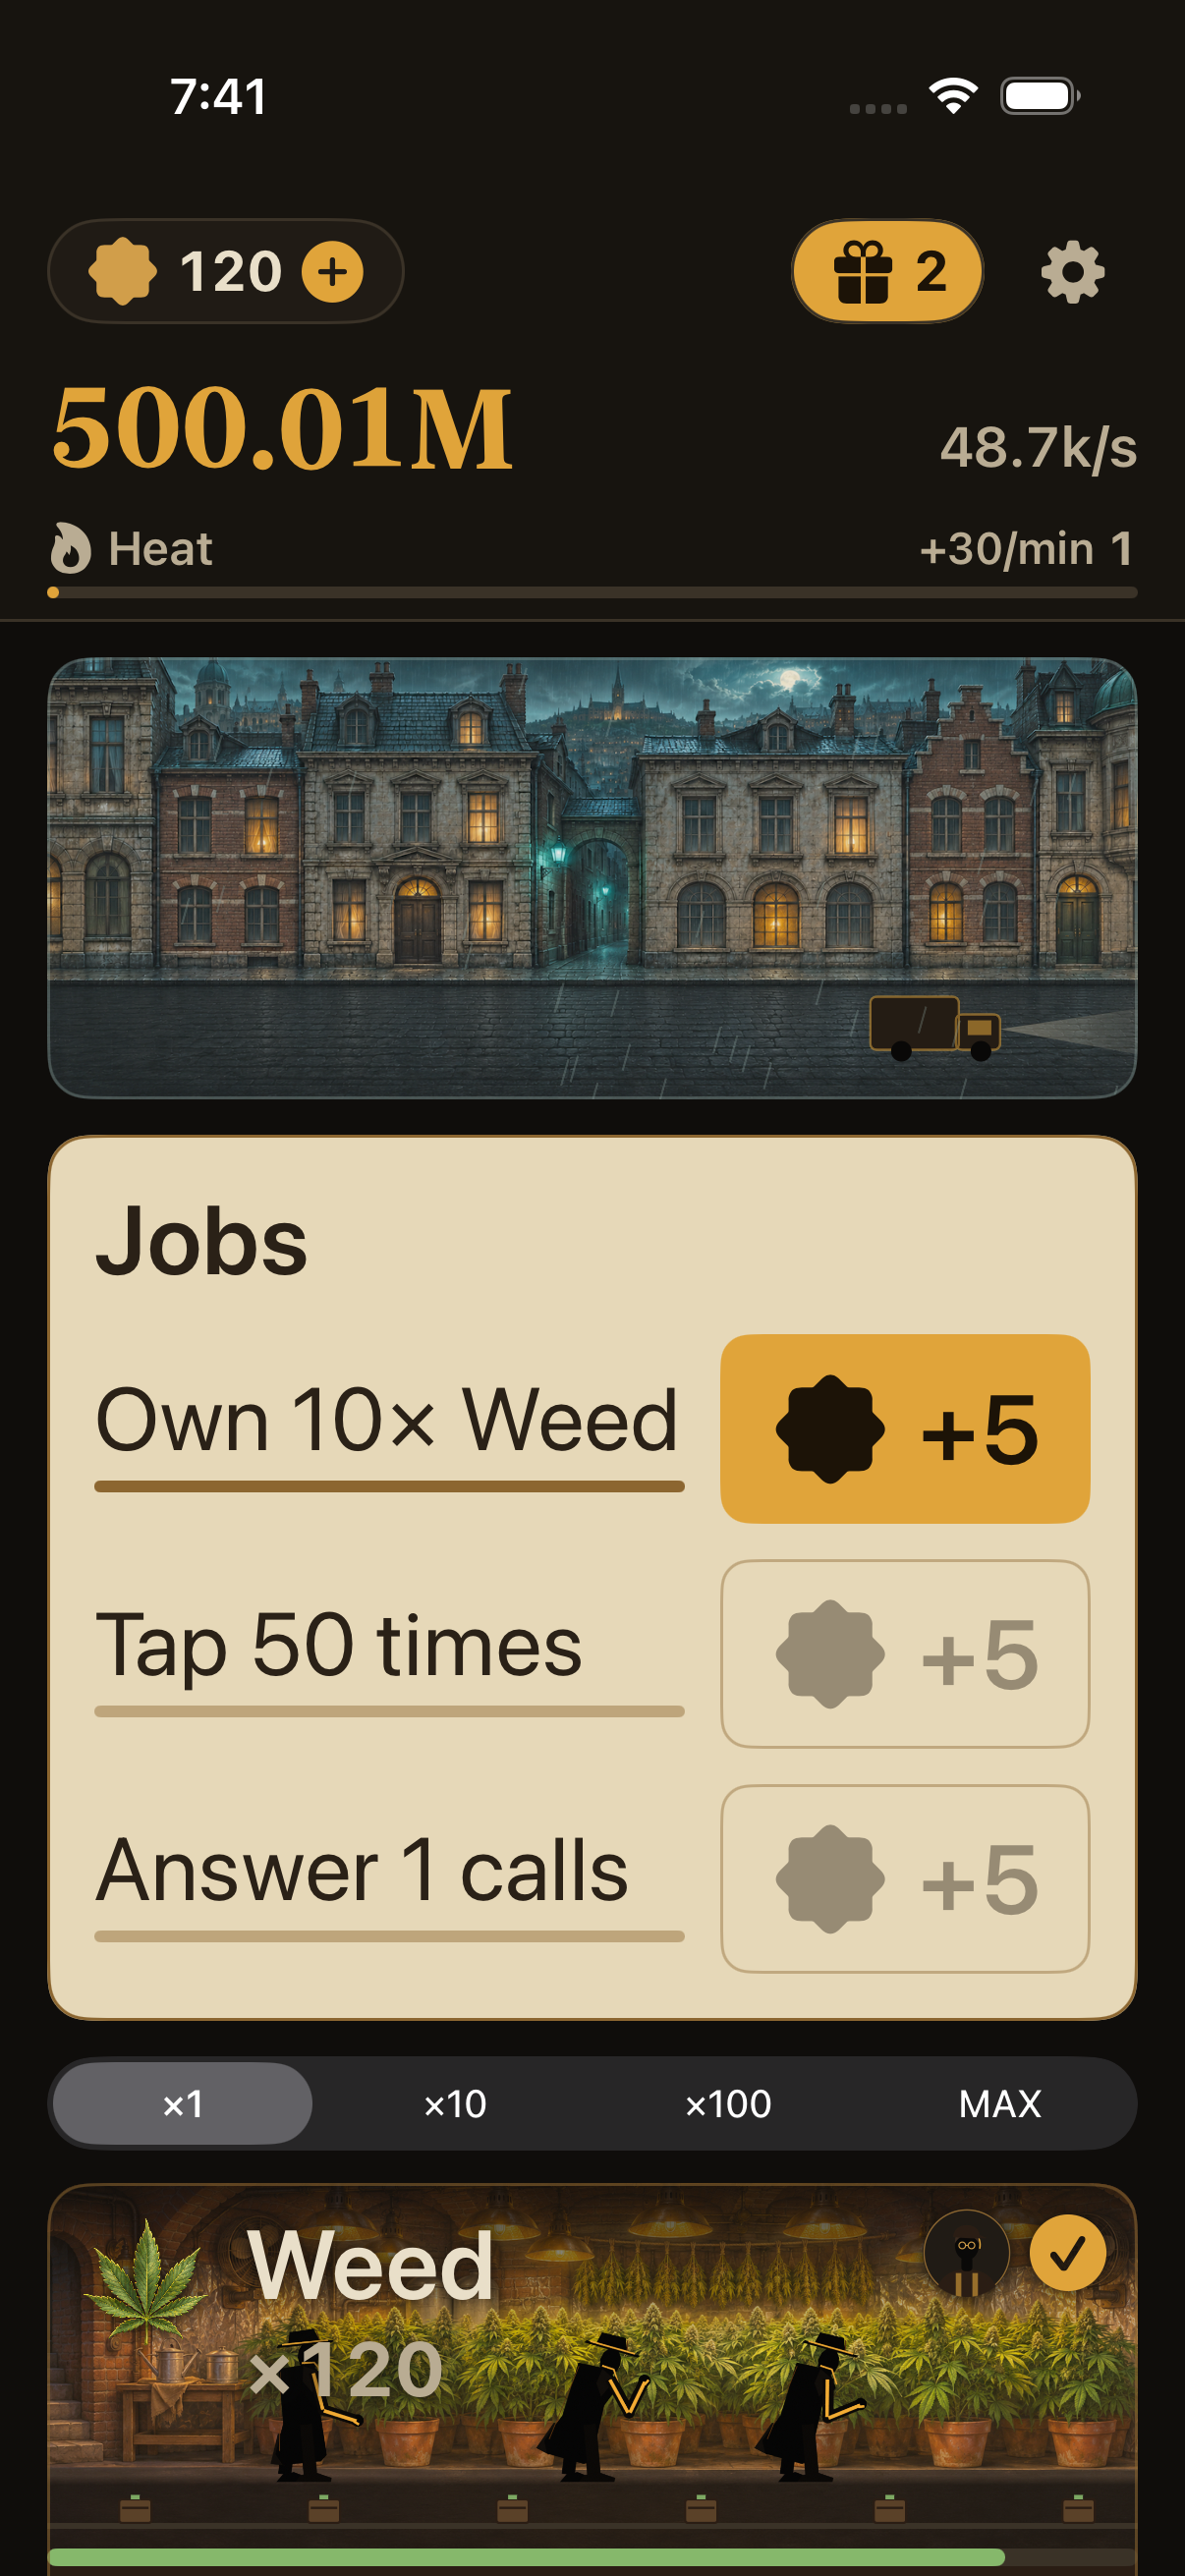 7:41
120
2
500.01M
48.7k/s
Heat
+30/min 1
Jobs
Own 10× Weed
+5
Tap 50 times
+5
Answer 1 calls
+5
×1
×10
×100
MAX
Weed
×120